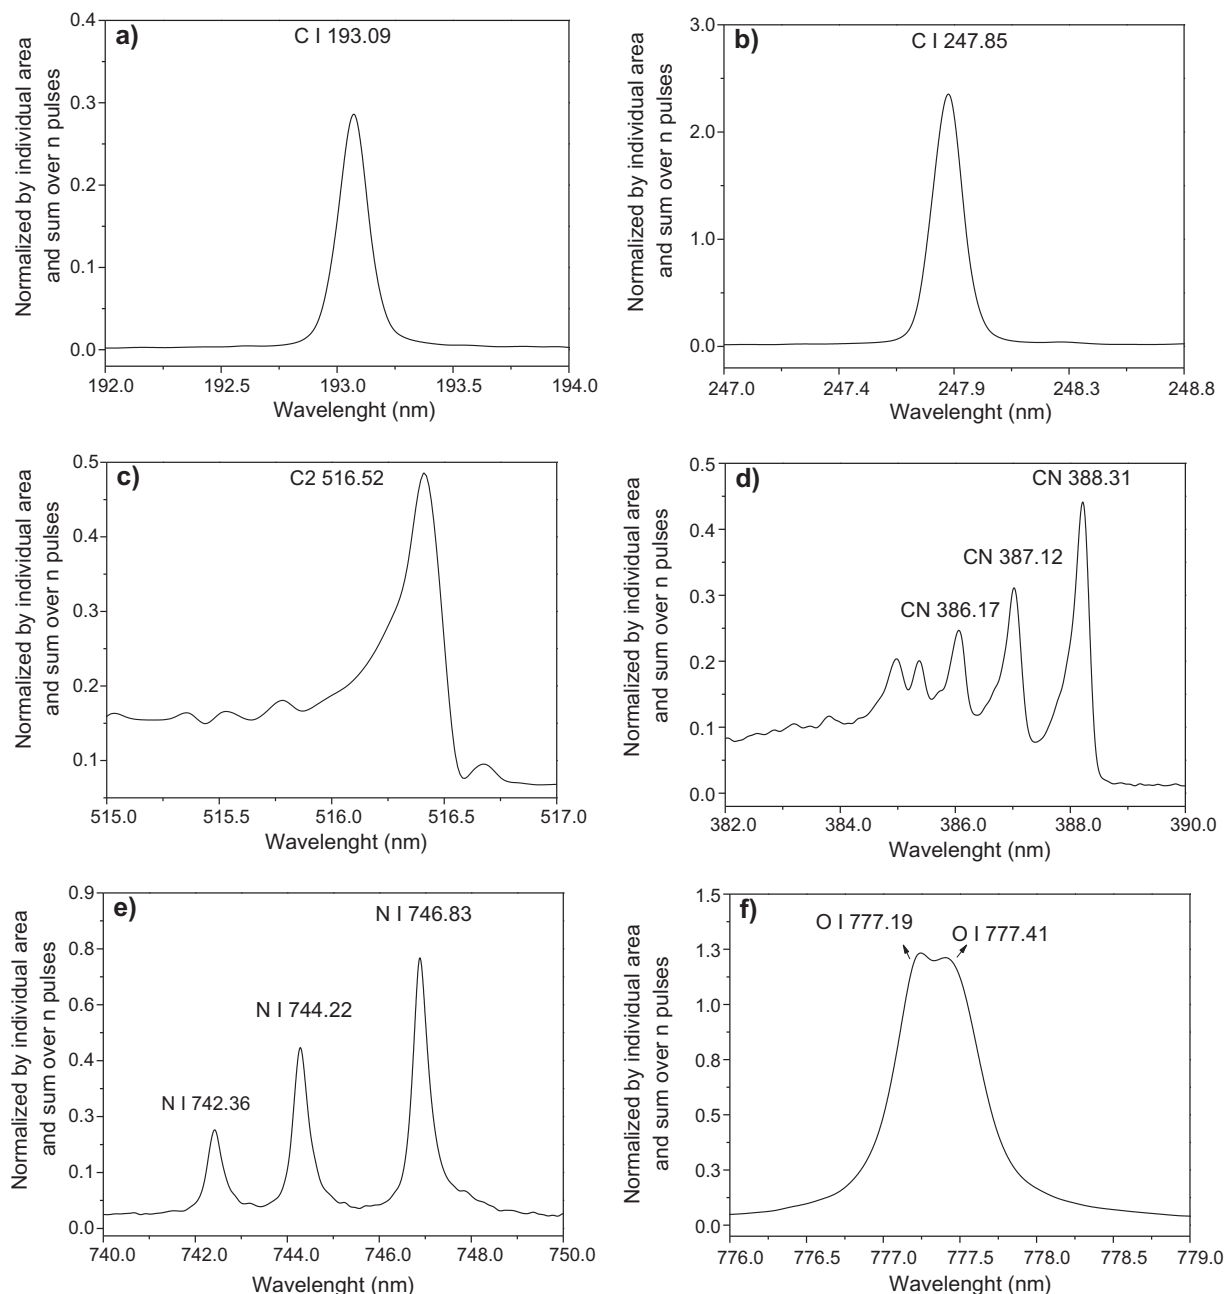 a)
C I 193.09
0.4
0.3
0.2
0.1
0.0
Normalized by individual area
and sum over n pulses
192.0 192.5 193.0 193.5 194.0
Wavelenght (nm)
b)
C I 247.85
3.0
2.0
1.0
0.0
Normalized by individual area
and sum over n pulses
247.0 247.4 247.9 248.3 248.8
Wavelenght (nm)
c)
C2 516.52
0.5
0.4
0.3
0.2
0.1
Normalized by individual area
and sum over n pulses
515.0 515.5 516.0 516.5 517.0
Wavelenght (nm)
d)
CN 388.31
CN 387.12
CN 386.17
0.5
0.4
0.3
0.2
0.1
0.0
Normalized by individual area
and sum over n pulses
382.0 384.0 386.0 388.0 390.0
Wavelenght (nm)
e)
N I 746.83
N I 744.22
N I 742.36
0.9
0.8
0.6
0.4
0.3
0.1
0.0
Normalized by individual area
and sum over n pulses
740.0 742.0 744.0 746.0 748.0 750.0
Wavelenght (nm)
f)
O I 777.19
O I 777.41
1.5
1.3
1.0
0.8
0.5
0.3
0.0
Normalized by individual area
and sum over n pulses
776.0 776.5 777.0 777.5 778.0 778.5 779.0
Wavelenght (nm)